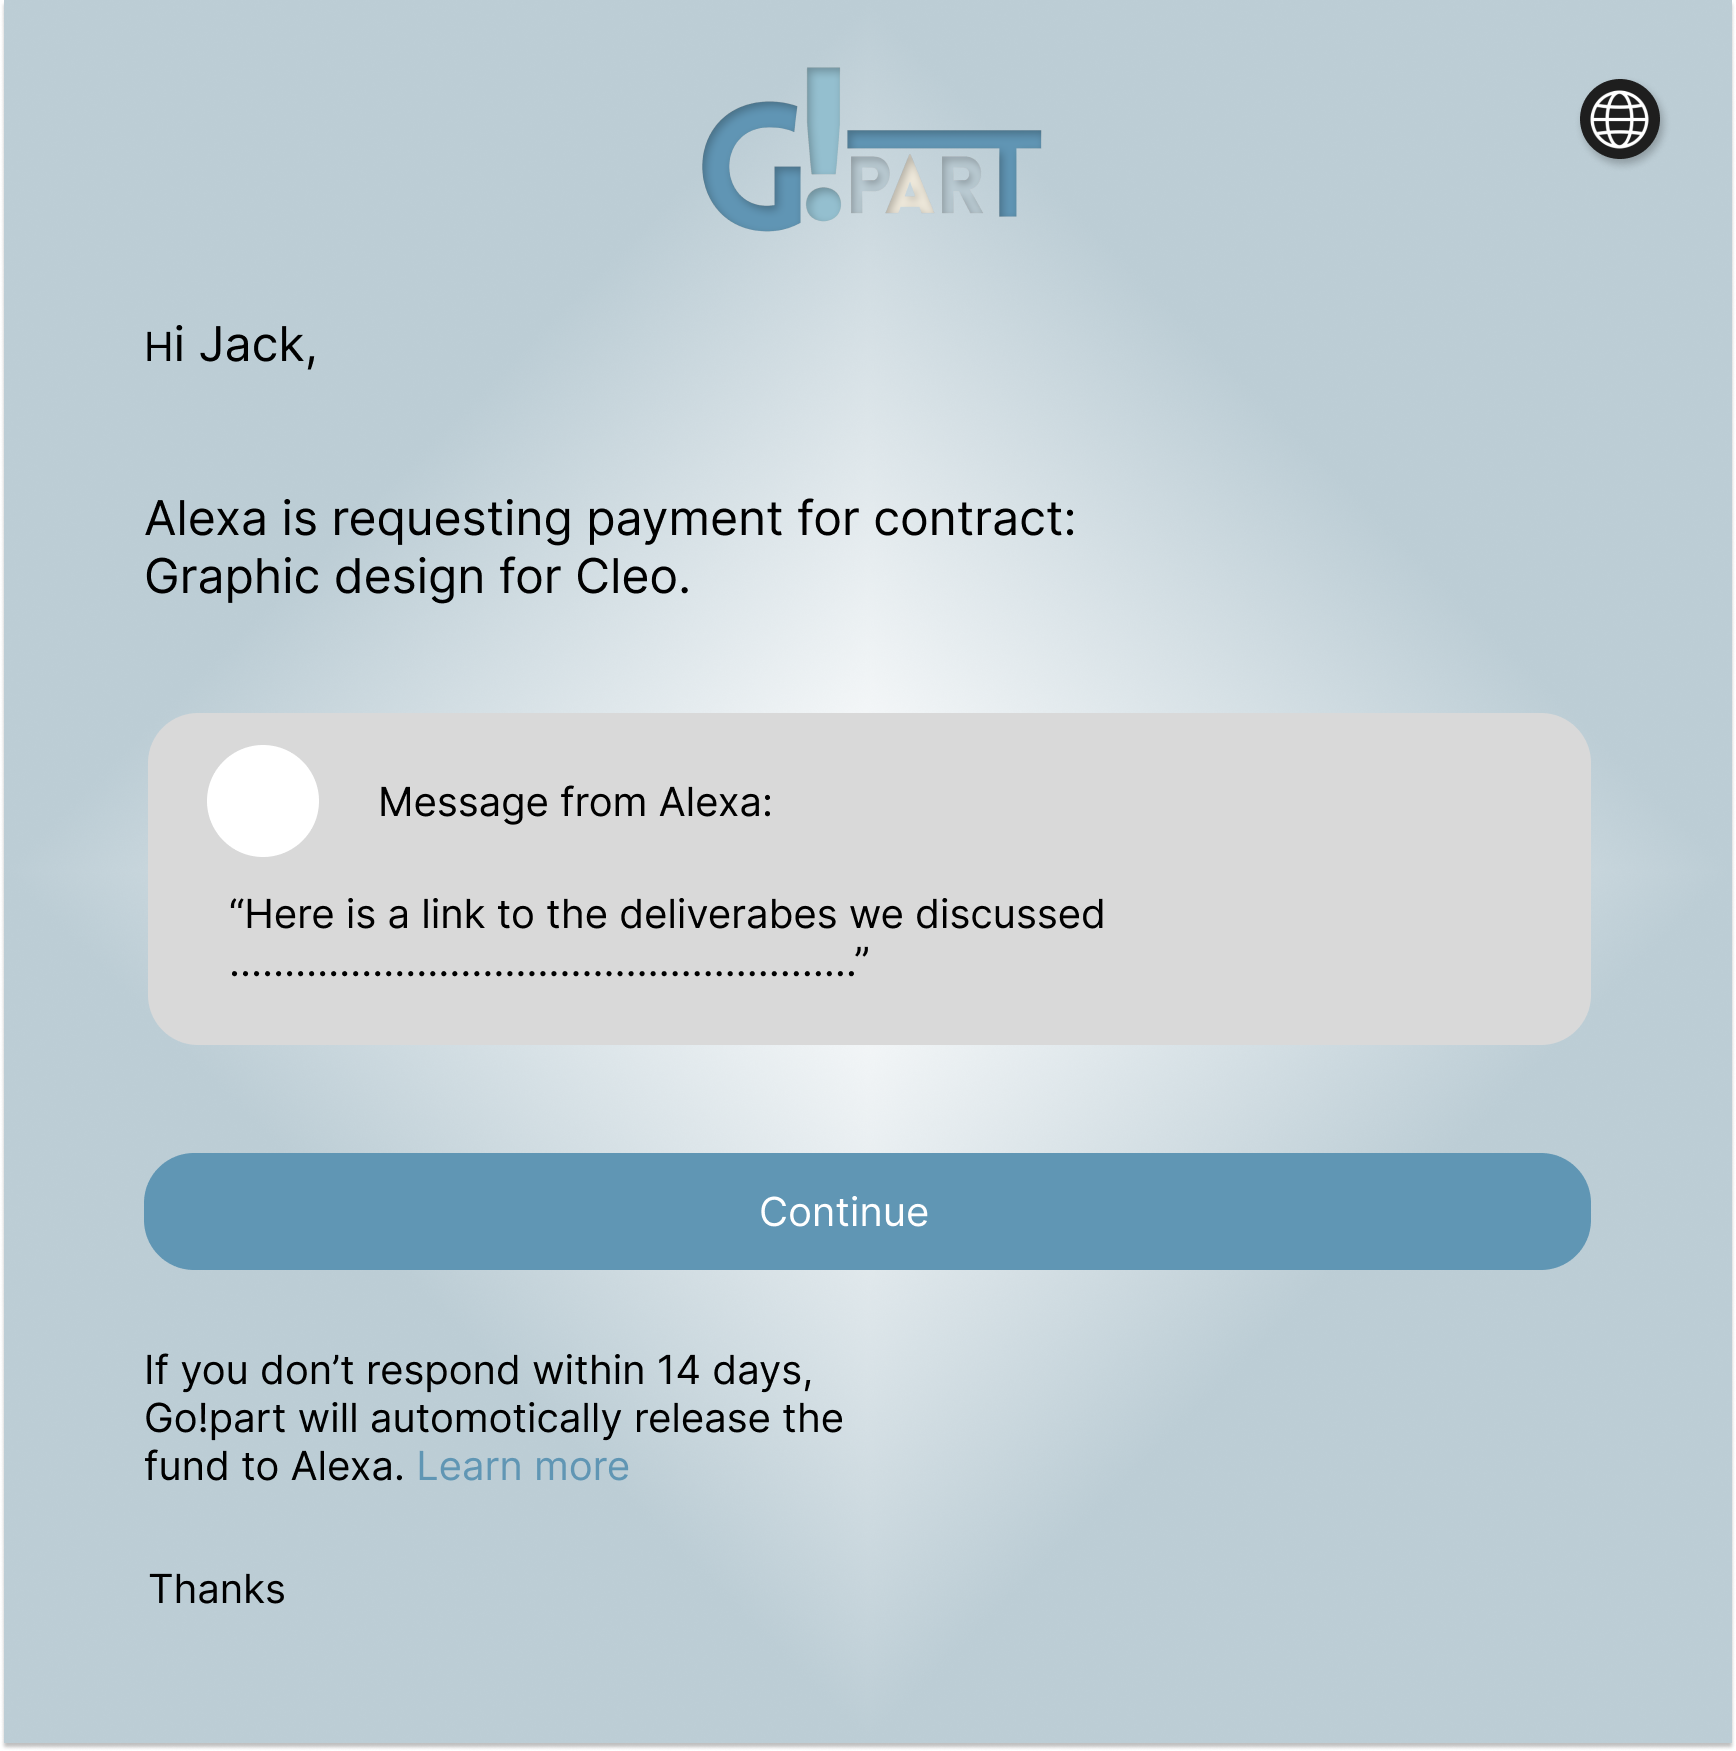 G!PART
Hi Jack,
Alexa is requesting payment for contract:
Graphic design for Cleo.
Message from Alexa:
“Here is a link to the deliverabes we discussed
..........................................................”
Continue
If you don’t respond within 14 days,
Go!part will automotically release the
fund to Alexa. Learn more
Thanks